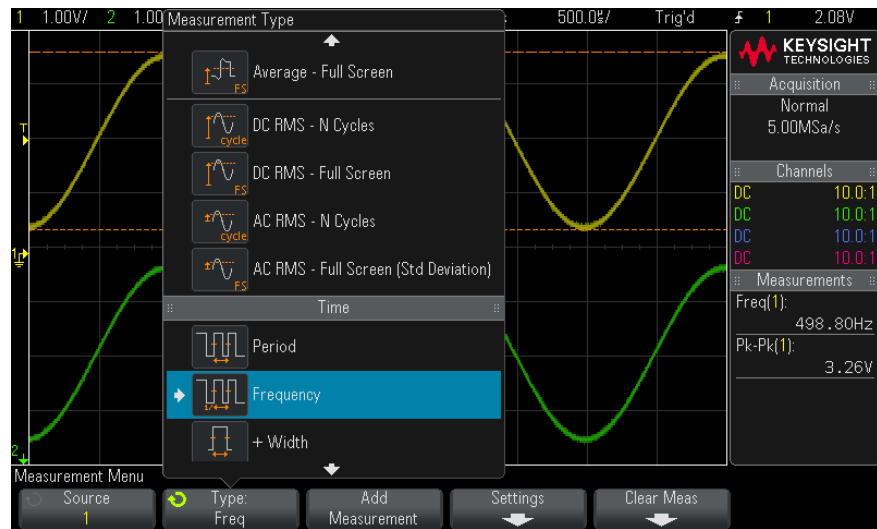 1 1.00V/ 2 1.00 500.0㎲/ Trig'd 1 2.08V
Measurement Type
Average - Full Screen
FS
DC RMS - N Cycles
cycle
DC RMS - Full Screen
FS
AC RMS - N Cycles
cycle
AC RMS - Full Screen (Std Deviation)
FS
Time
Period
Frequency
1/
+ Width
T
1
2
KEYSIGHT
TECHNOLOGIES
Acquisition
Normal
5.00MSa/s
Channels
DC 10.0:1
DC 10.0:1
DC 10.0:1
DC 10.0:1
Measurements
Freq(1):
498.80Hz
Pk-Pk(1):
3.26V
Measurement Menu
Source
1
Type:
Freq
Add
Measurement
Settings
Clear Meas